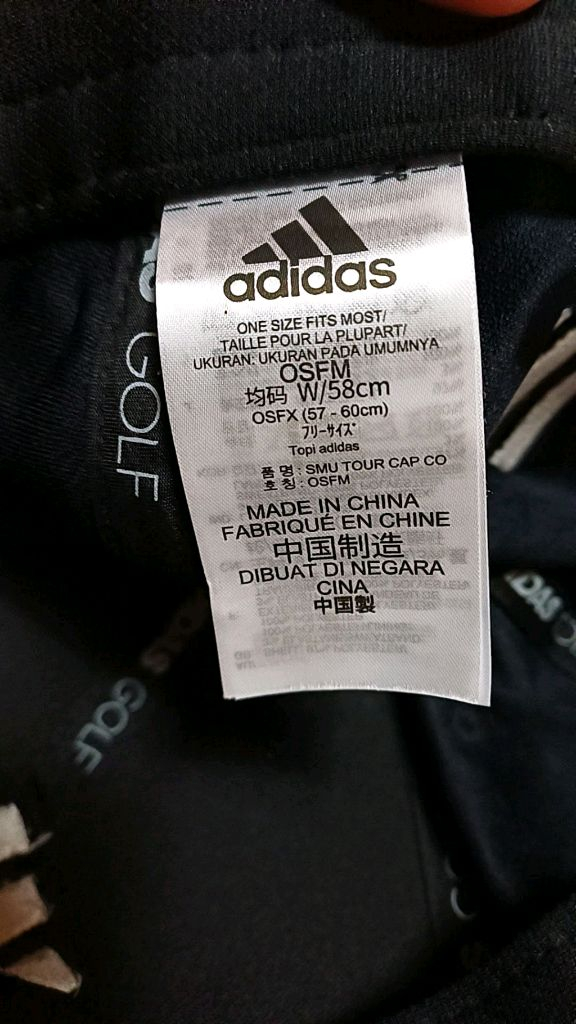 adidas
ONE SIZE FITS MOST/
TAILLE POUR LA PLUPART/
UKURAN: UKURAN PADA UMUMNYA
OSFM
均码 W/58cm
OSFX (57 - 60cm)
フリーサイズ
Topi adidas
품 명 : SMU TOUR CAP CO
호 칭 : OSFM
MADE IN CHINA
FABRIQUÉ EN CHINE
中国制造
DIBUAT DI NEGARA
CINA
中国製
GOLF
GOLF